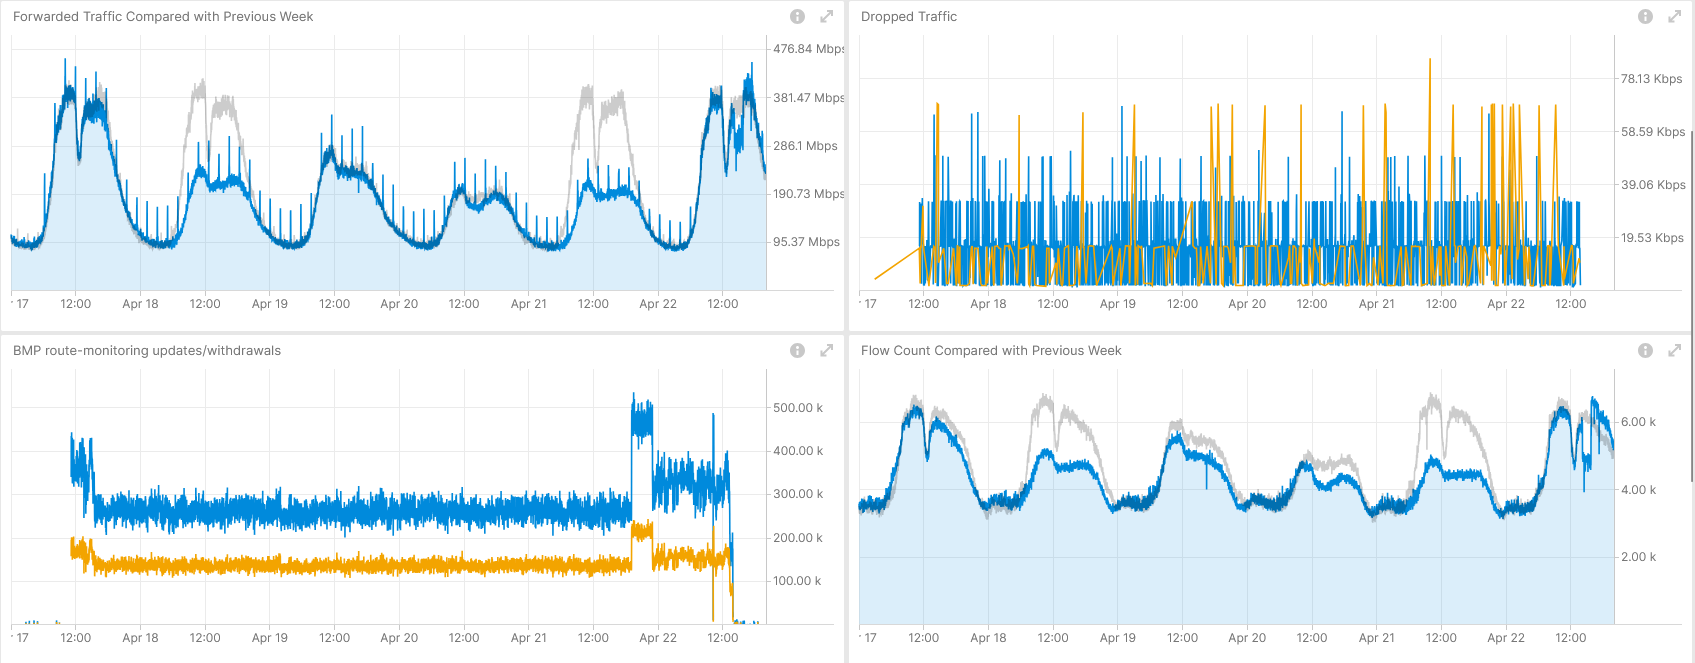 Forwarded Traffic Compared with Previous Week
476.84 Mbps
381.47 Mbps
286.1 Mbps
190.73 Mbps
95.37 Mbps
r 17 12:00 Apr 18 12:00 Apr 19 12:00 Apr 20 12:00 Apr 21 12:00 Apr 22 12:00
Dropped Traffic
78.13 Kbps
58.59 Kbps
39.06 Kbps
19.53 Kbps
r 17 12:00 Apr 18 12:00 Apr 19 12:00 Apr 20 12:00 Apr 21 12:00 Apr 22 12:00
BMP route-monitoring updates/withdrawals
500.00 k
400.00 k
300.00 k
200.00 k
100.00 k
r 17 12:00 Apr 18 12:00 Apr 19 12:00 Apr 20 12:00 Apr 21 12:00 Apr 22 12:00
Flow Count Compared with Previous Week
6.00 k
4.00 k
2.00 k
r 17 12:00 Apr 18 12:00 Apr 19 12:00 Apr 20 12:00 Apr 21 12:00 Apr 22 12:00